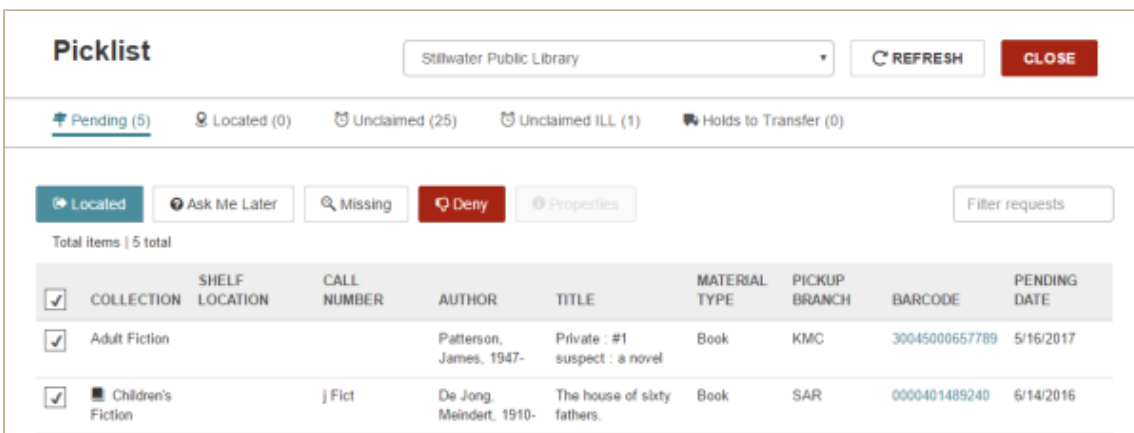 Picklist
Stillwater Public Library
REFRESH
CLOSE
Pending (5)
Located (0)
Unclaimed (25)
Unclaimed ILL (1)
Holds to Transfer (0)
Located
Ask Me Later
Missing
Deny
Properties
Filter requests
Total items | 5 total
COLLECTION
SHELF
LOCATION
CALL
NUMBER
AUTHOR
TITLE
MATERIAL
TYPE
PICKUP
BRANCH
BARCODE
PENDING
DATE
Adult Fiction
Patterson,
James, 1947-
Private : #1
suspect : a novel
Book
KMC
30045000657789
5/16/2017
Children's
Fiction
j Fict
De Jong,
Meindert, 1910-
The house of sixty
fathers.
Book
SAR
0000401489240
6/14/2016